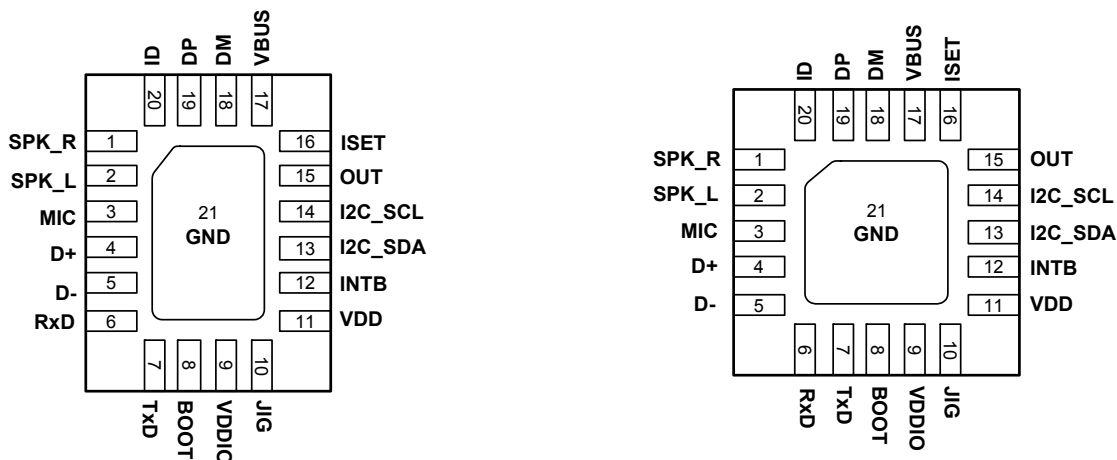 ID DP DM VBUS
20 19 18 17
SPK_R 1 16 ISET
SPK_L 2 15 OUT
MIC 3 14 I2C_SCL
D+ 4 13 I2C_SDA
D- 5 12 INTB
RxD 6 11 VDD
21
GND
7 8 9 10
TxD BOOT VDDIO JIG
ID DP DM VBUS ISET
20 19 18 17 16
SPK_R 1 15 OUT
SPK_L 2 14 I2C_SCL
MIC 3 13 I2C_SDA
D+ 4 12 INTB
D- 5 11 VDD
21
GND
6 7 8 9 10
RxD TxD BOOT VDDIO JIG